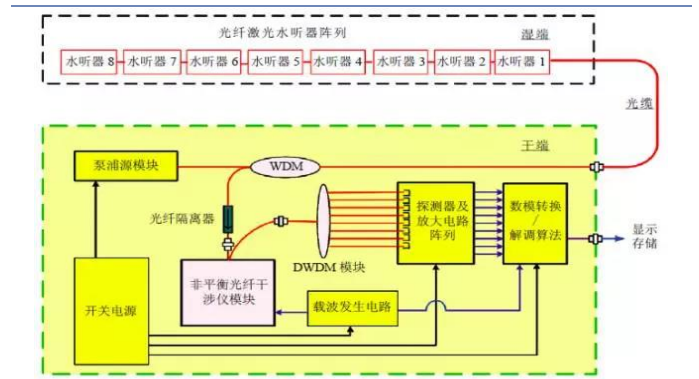 光纤激光水听器阵列
湿端
水听器 8
水听器 7
水听器 6
水听器 5
水听器 4
水听器 3
水听器 2
水听器 1
光缆
干端
泵浦源模块
WDM
光纤隔离器
DWDM 模块
探测器及
放大电路
阵列
数模转换
/
解调算法
显示
存储
非平衡光纤干
涉仪模块
载波发生电路
开关电源